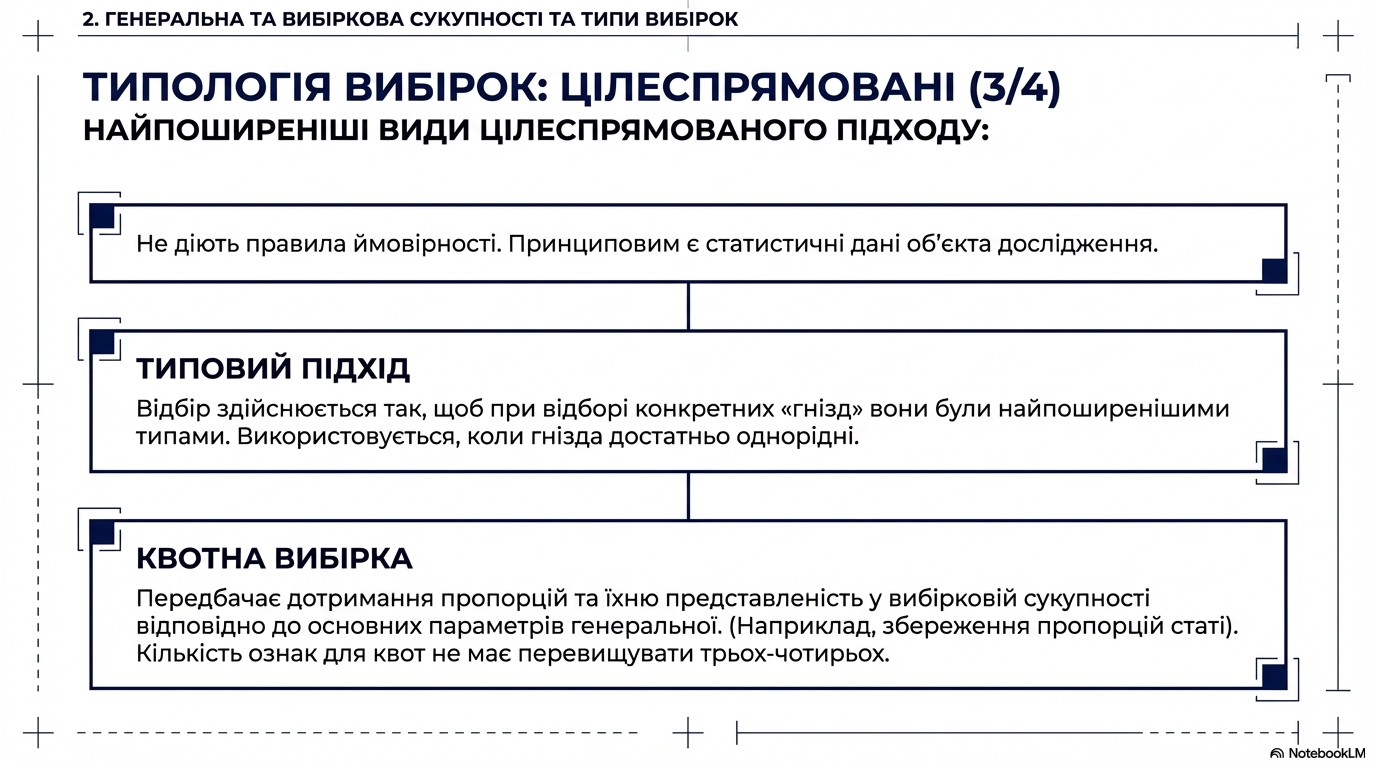 2. ГЕНЕРАЛЬНА ТА ВИБІРКОВА СУКУПНОСТІ ТА ТИПИ ВИБІРОК
ТИПОЛОГІЯ ВИБІРОК: ЦІЛЕСПРЯМОВАНІ (3/4)
НАЙПОШИРЕНІШІ ВИДИ ЦІЛЕСПРЯМОВАНОГО ПІДХОДУ:
Не діють правила ймовірності. Принциповим є статистичні дані об’єкта дослідження.
ТИПОВИЙ ПІДХІД
Відбір здійснюється так, щоб при відборі конкретних «гнізд» вони були найпоширенішими
типами. Використовується, коли гнізда достатньо однорідні.
КВОТНА ВИБІРКА
Передбачає дотримання пропорцій та їхню представленість у вибірковій сукупності
відповідно до основних параметрів генеральної. (Наприклад, збереження пропорцій статі).
Кількість ознак для квот не має перевищувати трьох-чотирьох.
NotebookLM